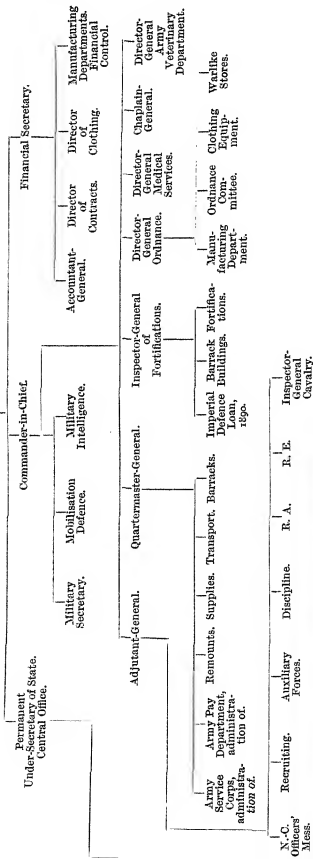 Permanent
Under-Secretary of State.
Central Office.
Commander-in-Chief.
Financial Secretary.
Military
Secretary.
Mobilisation
Defence.
Military
Intelligence.
Accountant-
General.
Director
of
Contracts.
Director
of
Clothing.
Manufacturing
Departments.
Financial
Control.
Adjutant-General.
Quartermaster-General.
Inspector-General
of
Fortifications.
Director-
General
Ordnance.
Director-
General
Medical
Services.
Chaplain-
General.
Director-
General
Army
Veterinary
Department.
Army
Service
Corps,
administra-
tion of.
Army Pay
Department,
administra-
tion of.
Remounts.
Supplies.
Transport.
Barracks.
Imperial
Defence
Loan,
1890.
Barrack
Buildings.
Fortifica-
tions.
Manu-
facturing
Depart-
ment.
Ordnance
Com-
mittee.
Clothing
Equip-
ment.
Warlike
Stores.
N.-C.
Officers'
Mess.
Recruiting.
Auxiliary
Forces.
Discipline.
R. A.
R. E.
Inspector-
General
Cavalry.